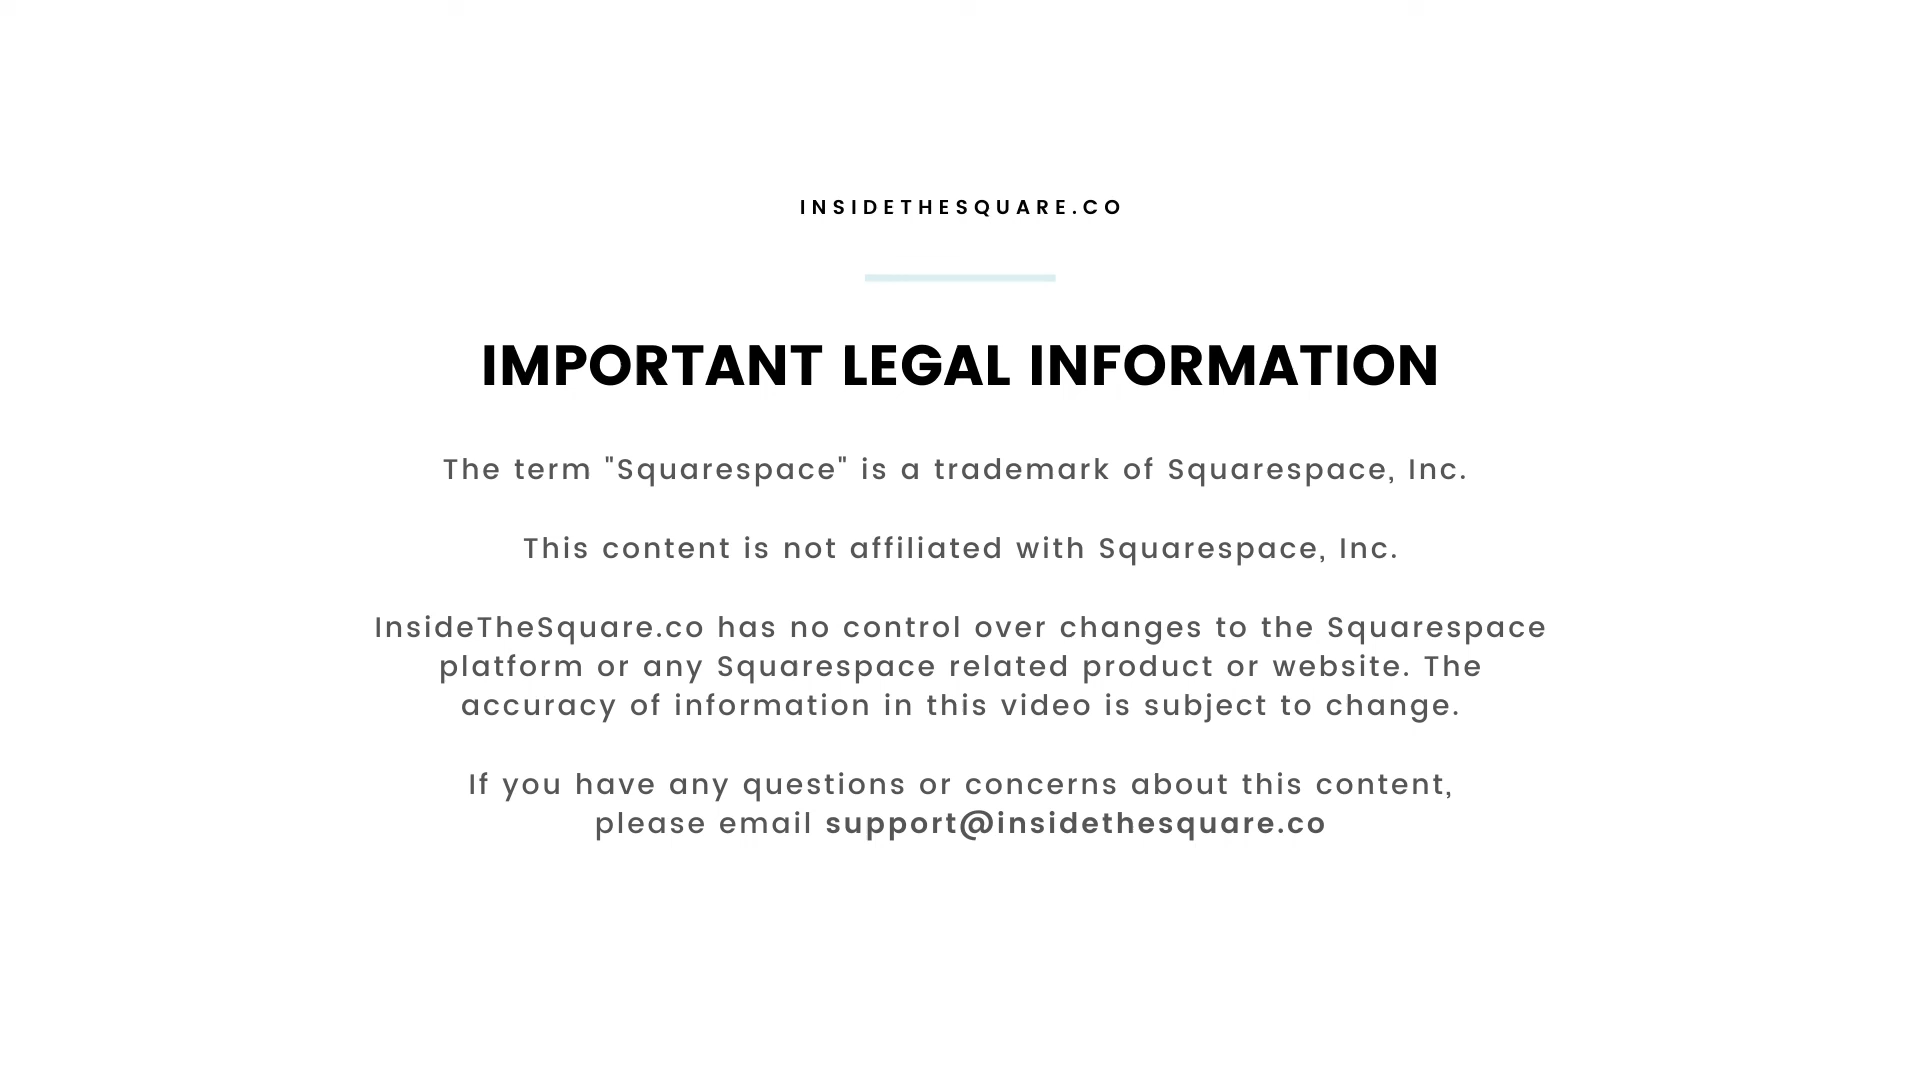 INSIDETHESQUARE.CO
IMPORTANT LEGAL INFORMATION
The term "Squarespace" is a trademark of Squarespace, Inc.
This content is not affiliated with Squarespace, Inc.
InsideTheSquare.co has no control over changes to the Squarespace
platform or any Squarespace related product or website. The
accuracy of information in this video is subject to change.
If you have any questions or concerns about this content,
please email support@insidethesquare.co